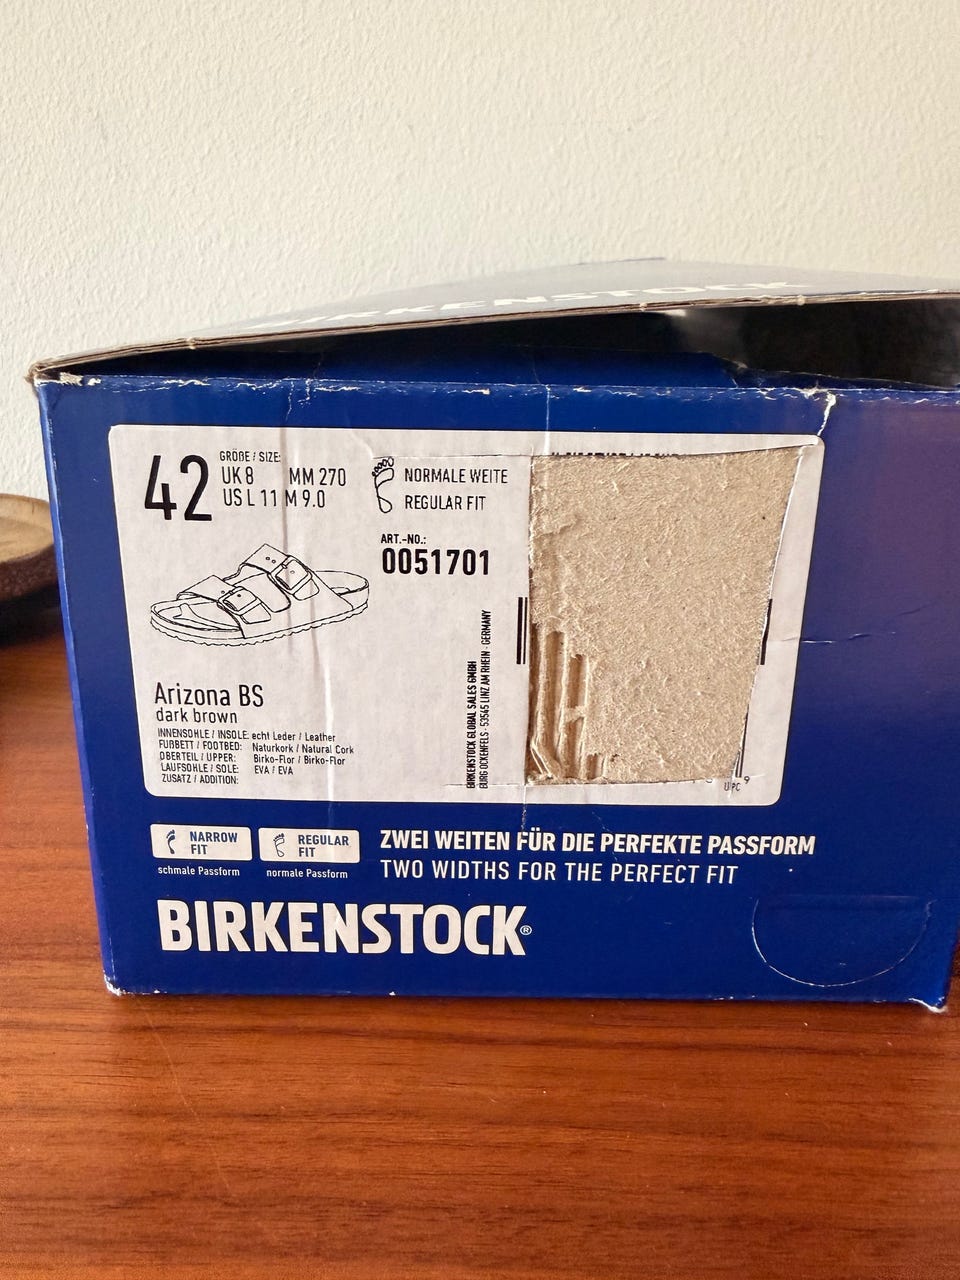 BIRKENSTOCK
42
GRÖßE / SIZE:
UK 8 MM 270
US L 11 M 9.0
NORMALE WEITE
REGULAR FIT
ART.-NO.:
0051701
Arizona BS
dark brown
INNENSOHLE / INSOLE: echt Leder / Leather
FUßBETT / FOOTBED: Naturkork / Natural Cork
OBERTEIL / UPPER: Birko-Flor / Birko-Flor
LAUFSOHLE / SOLE: EVA / EVA
ZUSATZ / ADDITION:
BIRKENSTOCK GLOBAL SALES GMBH
BURG OCKENFELS - 53545 LINZ AM RHEIN - GERMANY
9
UPC
NARROW FIT
schmale Passform
REGULAR FIT
normale Passform
ZWEI WEITEN FÜR DIE PERFEKTE PASSFORM
TWO WIDTHS FOR THE PERFECT FIT
BIRKENSTOCK®